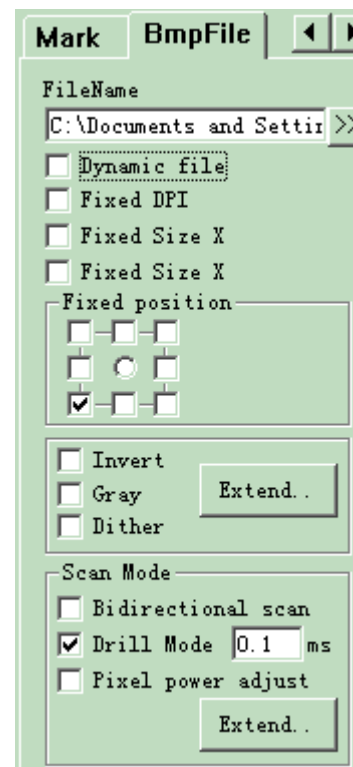 Mark BmpFile
FileName
C:\Documents and Settir >>
Dynamic file
Fixed DPI
Fixed Size X
Fixed Size X
Fixed position
Invert
Gray
Extend..
Dither
Scan Mode
Bidirectional scan
Drill Mode 0.1 ms
Pixel power adjust
Extend..